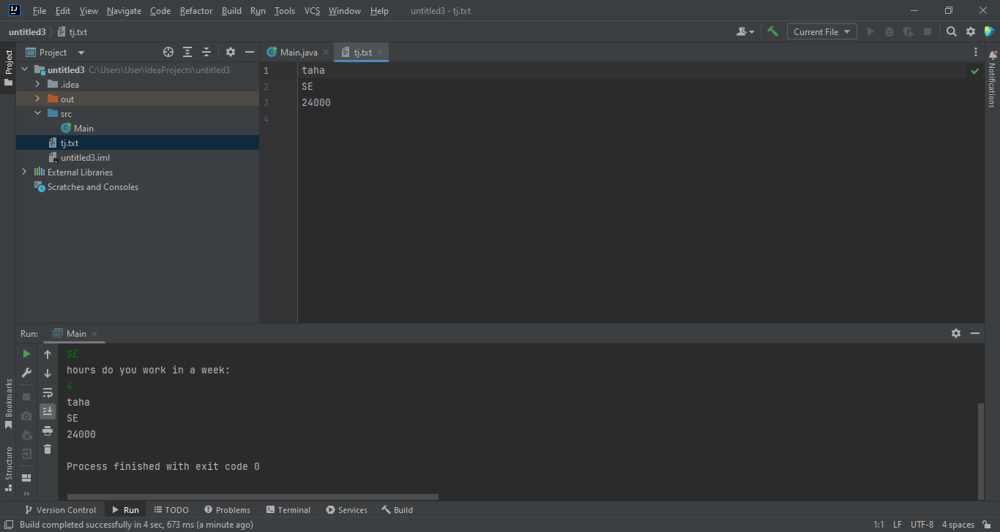 IJ File Edit View Navigate Code Refactor Build Run Tools VCS Window Help untitled3 - tj.txt
untitled3 tj.txt Current File
Project Main.java tj.txt
Project
untitled3 C:\Users\User\IdeaProjects\untitled3
.idea
out
src
Main
tj.txt
untitled3.iml
External Libraries
Scratches and Consoles
1 taha
2 SE
3 24000
4
Notifications
Run: Main
SE
hours do you work in a week:
4
taha
SE
24000
Process finished with exit code 0
Bookmarks
Structure
Version Control Run TODO Problems Terminal Services Build
Build completed successfully in 4 sec, 673 ms (a minute ago) 1:1 LF UTF-8 4 spaces